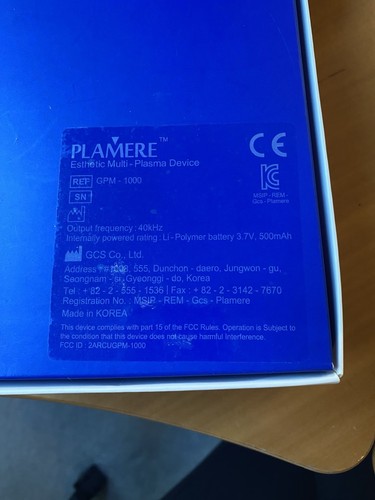 PLAMERE™
Esthetic Multi-Plasma Device
REF GPM-1000
SN
Output frequency : 40kHz
Internally powered rating : Li-Polymer battery 3.7V, 500mAh
GCS Co., Ltd.
555, Dunchon-daero, Jungwon-gu,
Seongnam-si, Gyeonggi-do, Korea
Tel : +82-2-555-1536 | Fax : +82-2-3142-7670
Registration No. : MSIP-REM-Gcs-Plamere
Made in KOREA
This device complies with part 15 of the FCC Rules. Operation is Subject to
the condition that this device does not cause harmful Interference.
FCC ID : 2ARCUGPM-1000
CE
MSIP-REM-
Gcs-Plamere